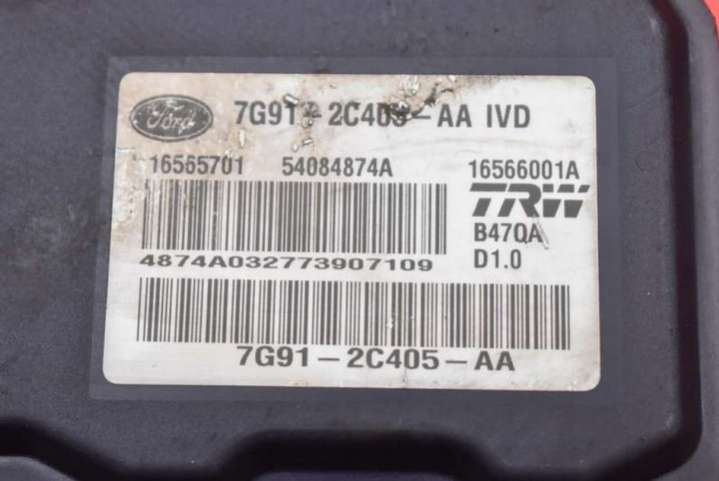 Ford
7G91-2C405-AA IVD
16565701 54084874A 16566001A
TRW
B470A
4874A032773907109 D1.0
7G91-2C405-AA